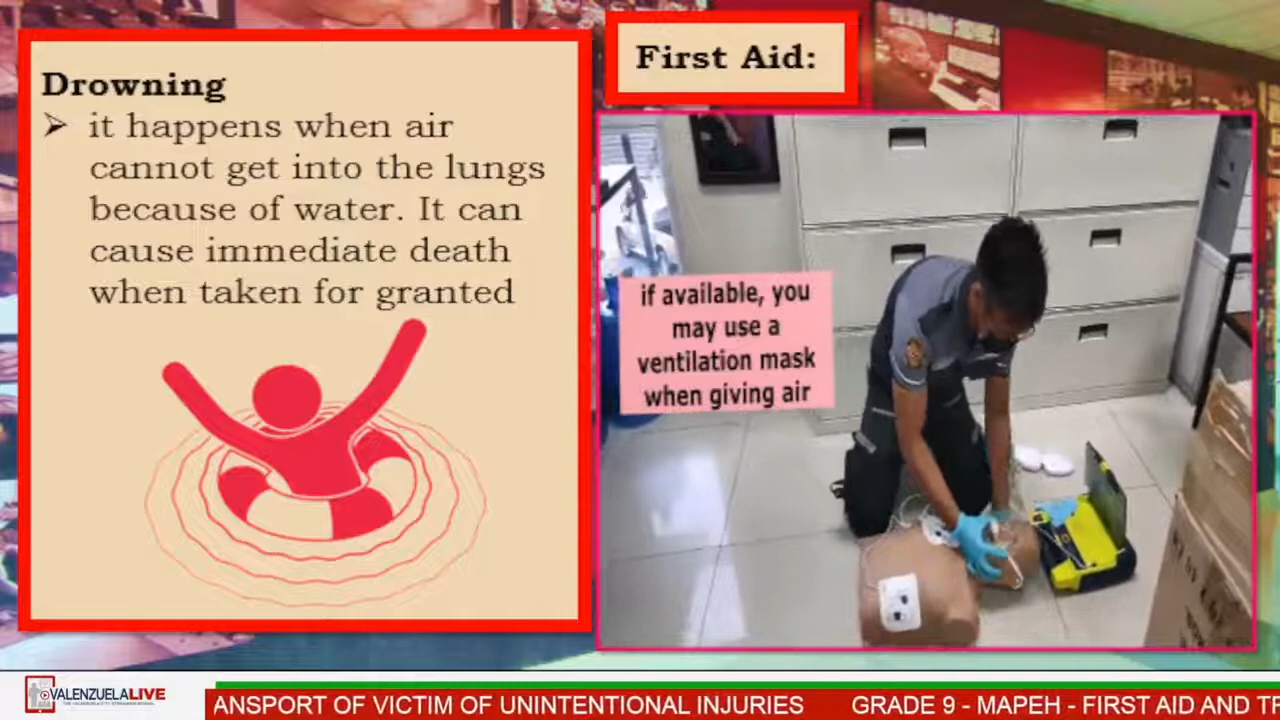 First Aid:
Drowning
➢ it happens when air
cannot get into the lungs
because of water. It can
cause immediate death
when taken for granted
if available, you
may use a
ventilation mask
when giving air
VALENZUELALIVE
ANSPORT OF VICTIM OF UNINTENTIONAL INJURIES GRADE 9 - MAPEH - FIRST AID AND TR